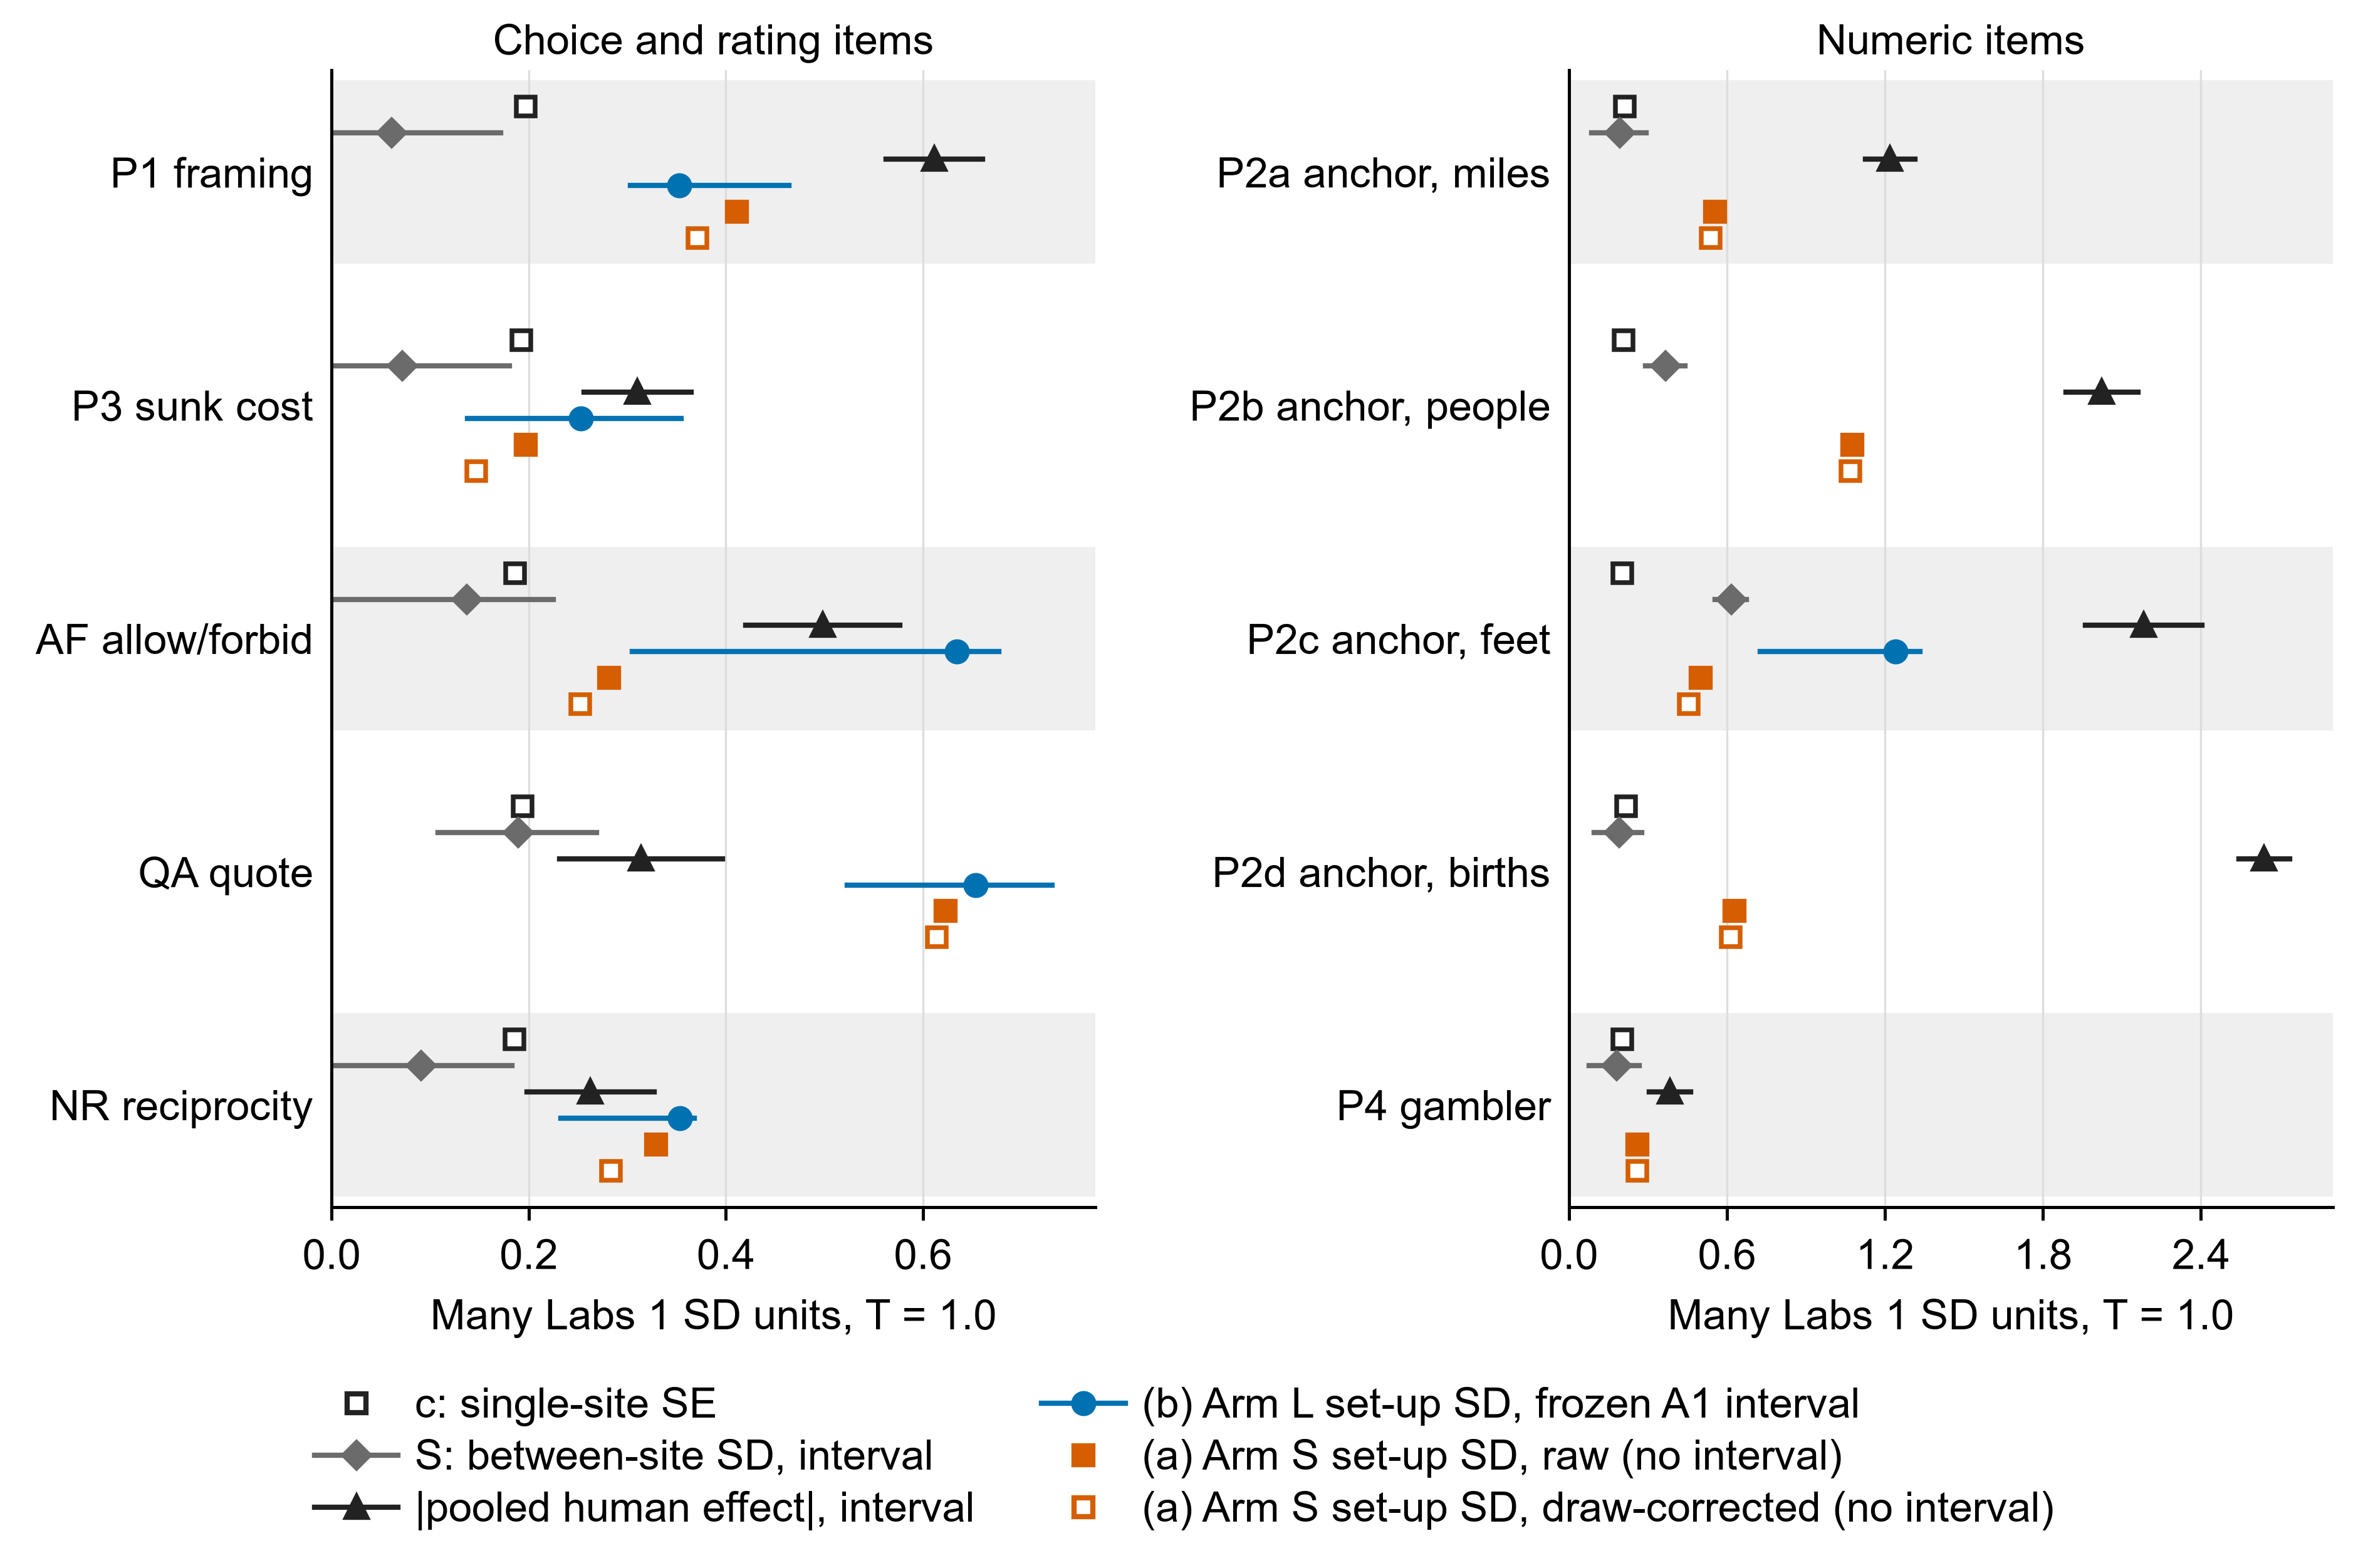 Choice and rating items
P1 framing
P3 sunk cost
AF allow/forbid
QA quote
NR reciprocity
0.0 0.2 0.4 0.6
Many Labs 1 SD units, T = 1.0
Numeric items
P2a anchor, miles
P2b anchor, people
P2c anchor, feet
P2d anchor, births
P4 gambler
0.0 0.6 1.2 1.8 2.4
Many Labs 1 SD units, T = 1.0
c: single-site SE
S: between-site SD, interval
|pooled human effect|, interval
(b) Arm L set-up SD, frozen A1 interval
(a) Arm S set-up SD, raw (no interval)
(a) Arm S set-up SD, draw-corrected (no interval)